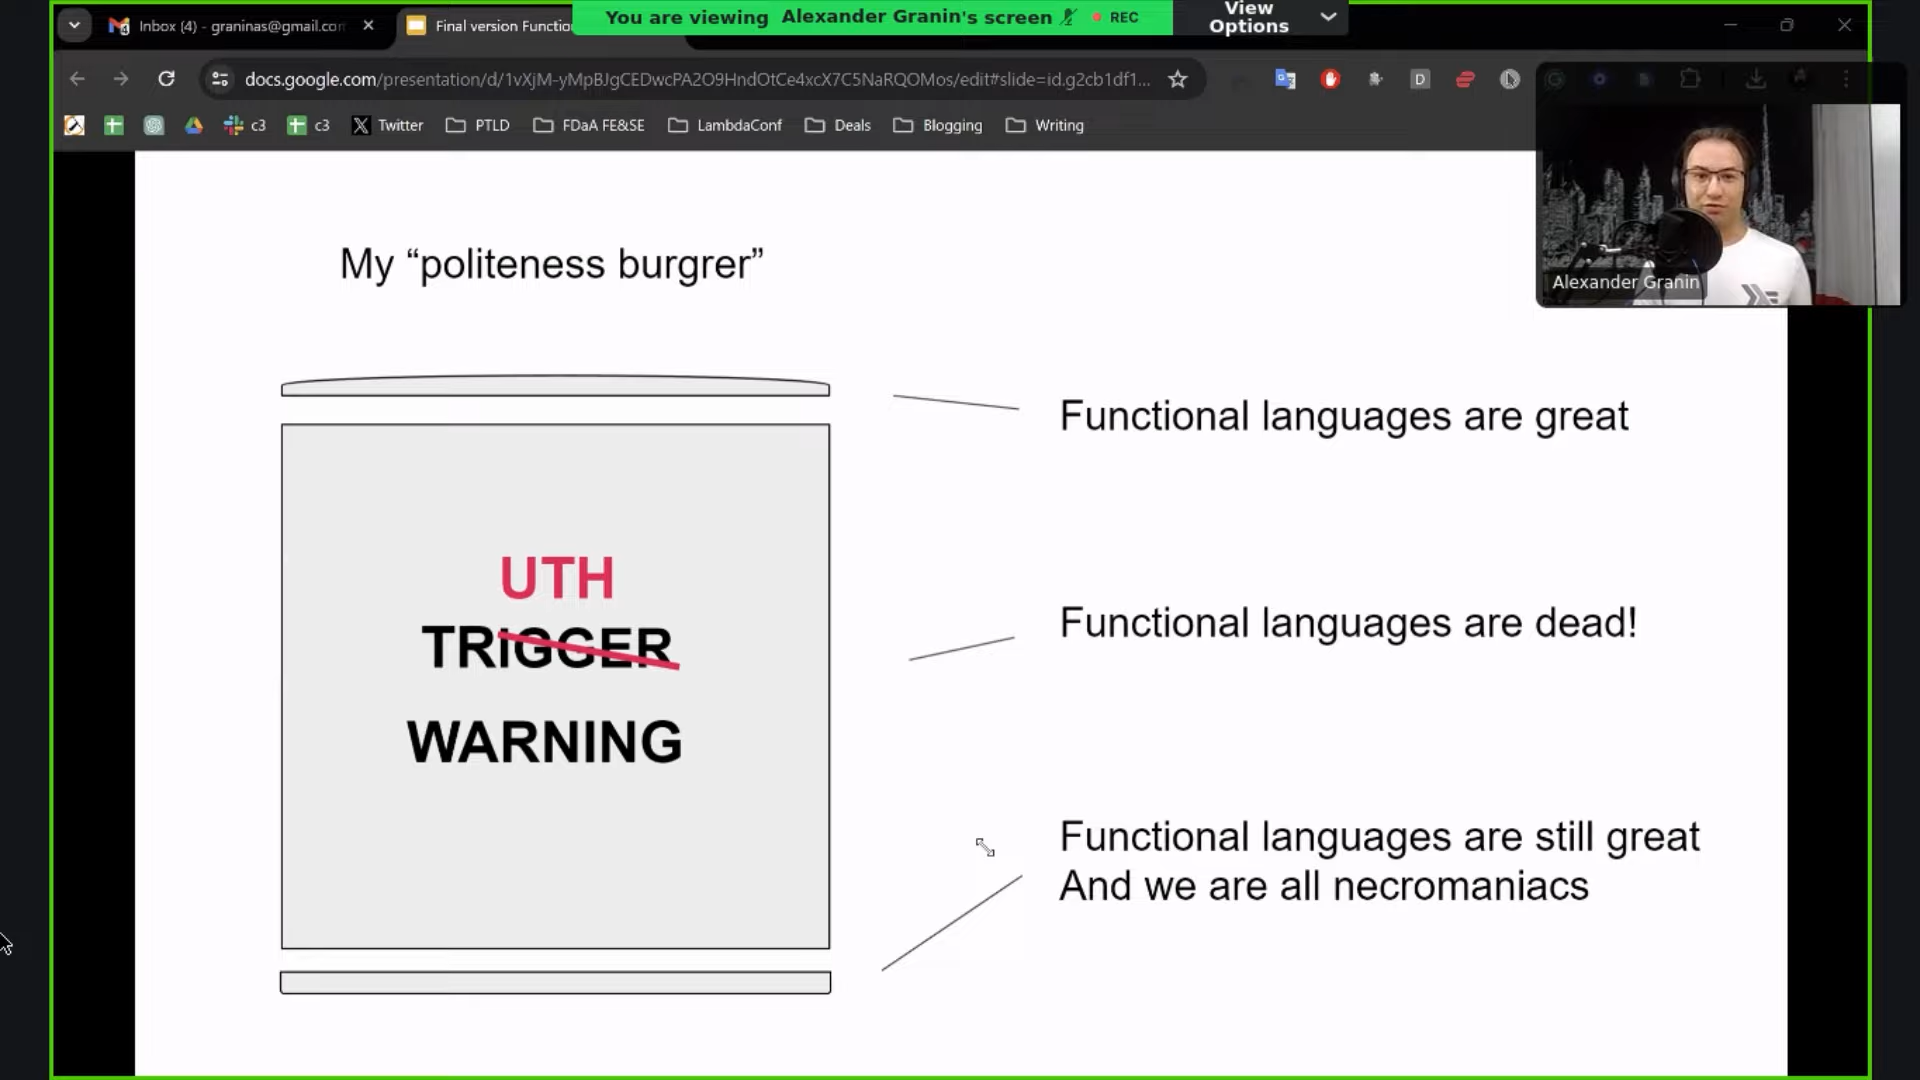 You are viewing Alexander Granin's screen REC View Options
Inbox (4) - graninas@gmail.com
Final version Functio
docs.google.com/presentation/d/1vXjM-yMpBJgCEDwcPA2O9HndOtCe4xcX7C5NaRQOMos/edit#slide=id.g2cb1df1...
c3 c3 Twitter PTLD FDaA FE&SE LambdaConf Deals Blogging Writing
Alexander Granin
My “politeness burgrer”
Functional languages are great
UTH
TRIGGER
WARNING
Functional languages are dead!
Functional languages are still great
And we are all necromaniacs